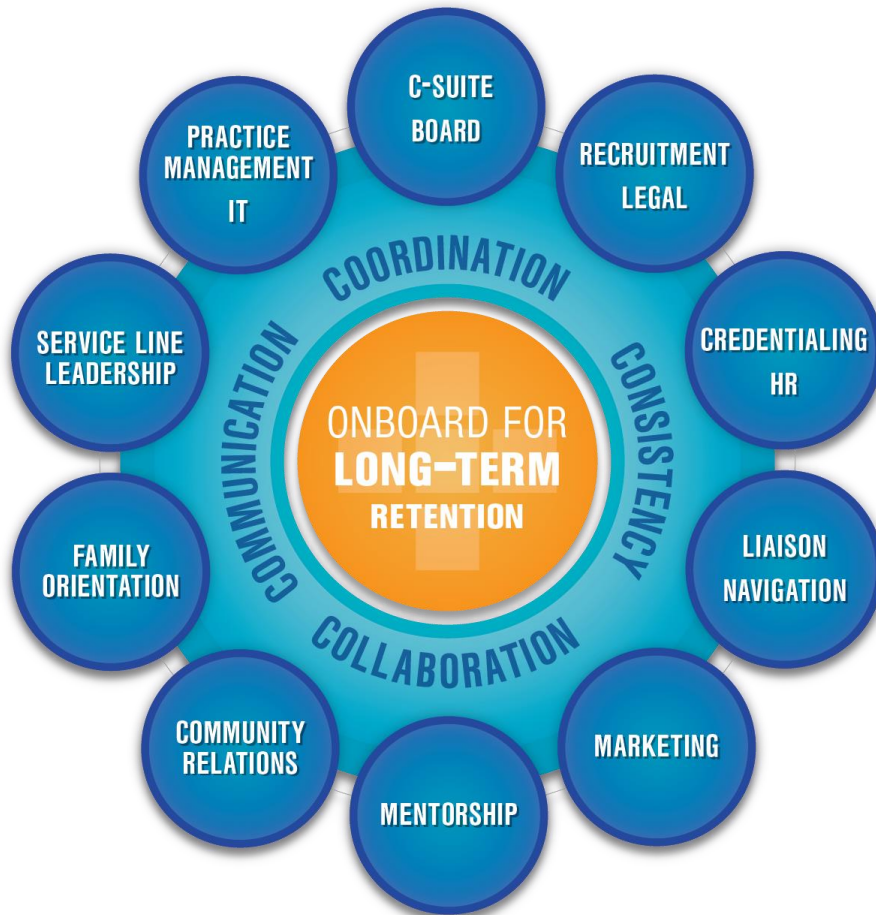 C-SUITE
BOARD
RECRUITMENT
LEGAL
CREDENTIALING
HR
LIAISON
NAVIGATION
MARKETING
MENTORSHIP
COMMUNITY
RELATIONS
FAMILY
ORIENTATION
SERVICE LINE
LEADERSHIP
PRACTICE
MANAGEMENT
IT
COORDINATION
CONSISTENCY
COLLABORATION
COMMUNICATION
ONBOARD FOR
LONG-TERM
RETENTION